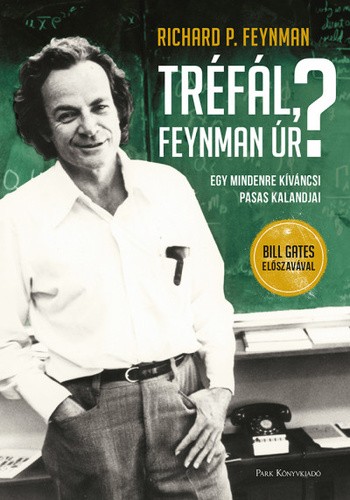 RICHARD P. FEYNMAN
TRÉFÁL,
FEYNMAN ÚR?
EGY MINDENRE KÍVÁNCSI
PASAS KALANDJAI
BILL GATES
ELŐSZAVÁVAL
PARK KÖNYVKIADÓ